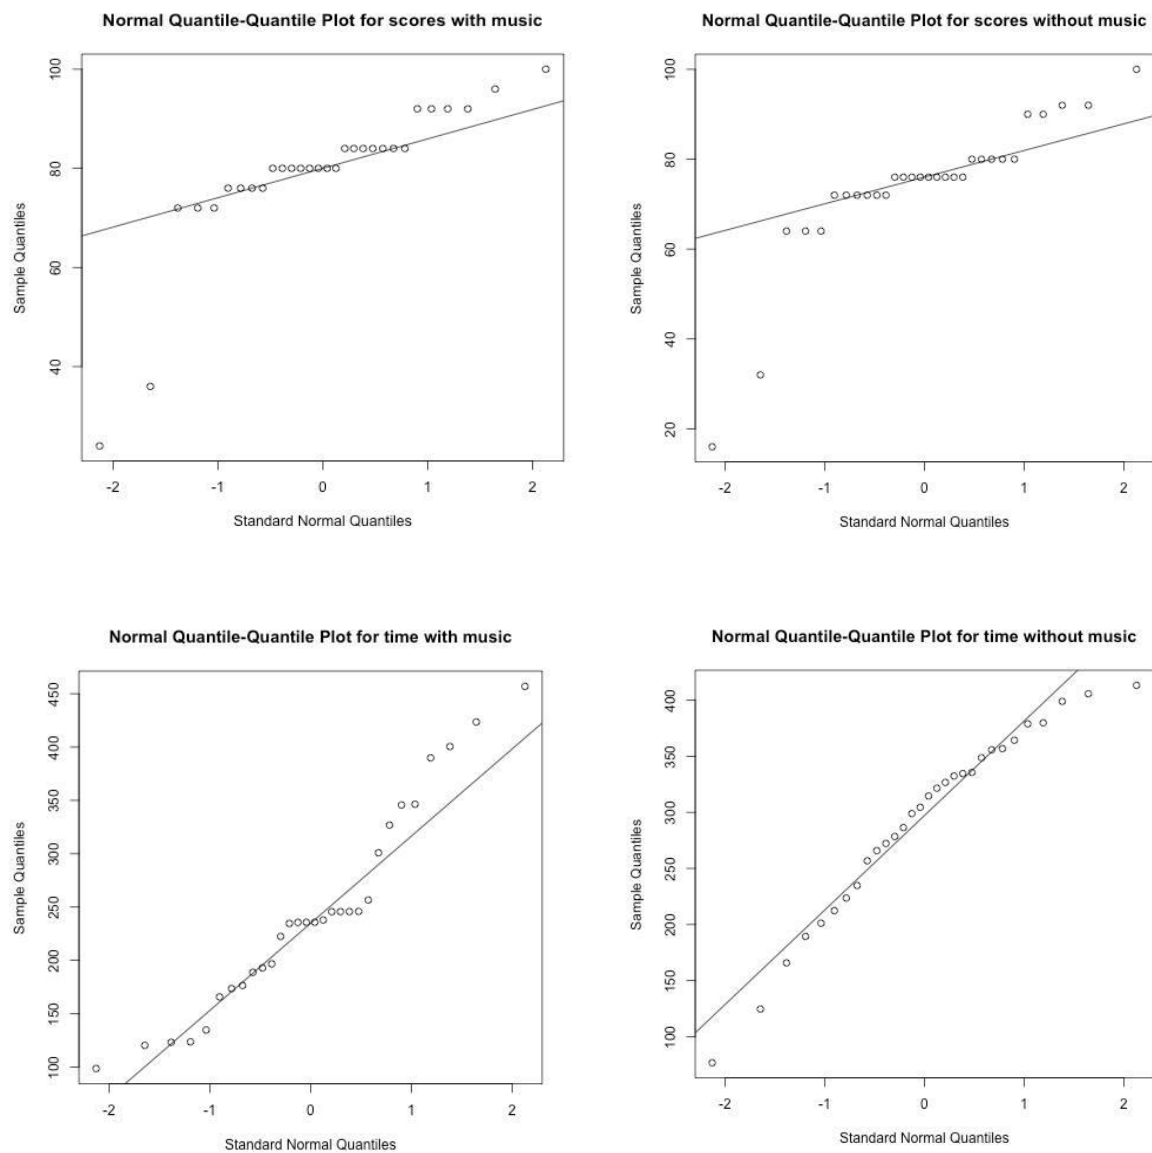 Normal Quantile-Quantile Plot for scores with music
100
80
60
40
Sample Quantiles
-2 -1 0 1 2
Standard Normal Quantiles
Normal Quantile-Quantile Plot for scores without music
100
80
60
40
20
Sample Quantiles
-2 -1 0 1 2
Standard Normal Quantiles
Normal Quantile-Quantile Plot for time with music
450
400
350
300
250
200
150
100
Sample Quantiles
-2 -1 0 1 2
Standard Normal Quantiles
Normal Quantile-Quantile Plot for time without music
400
350
300
250
200
150
100
Sample Quantiles
-2 -1 0 1 2
Standard Normal Quantiles